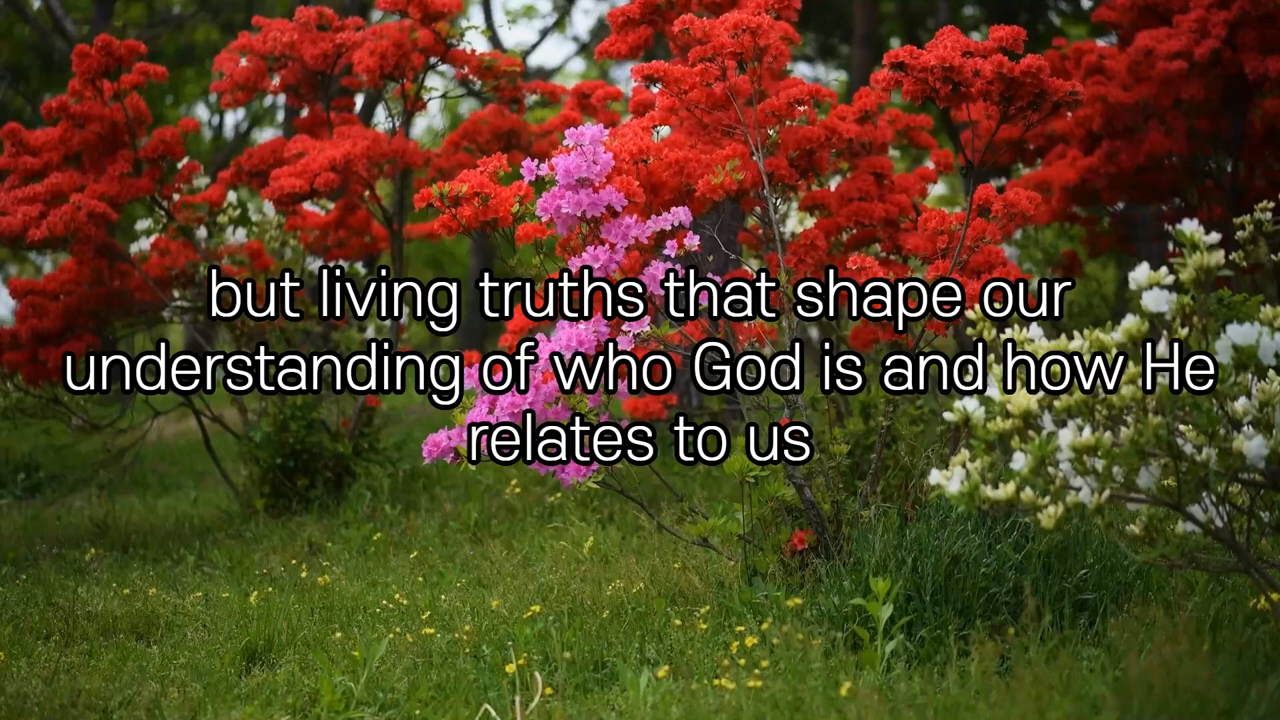 but living truths that shape our
understanding of who God is and how He
relates to us